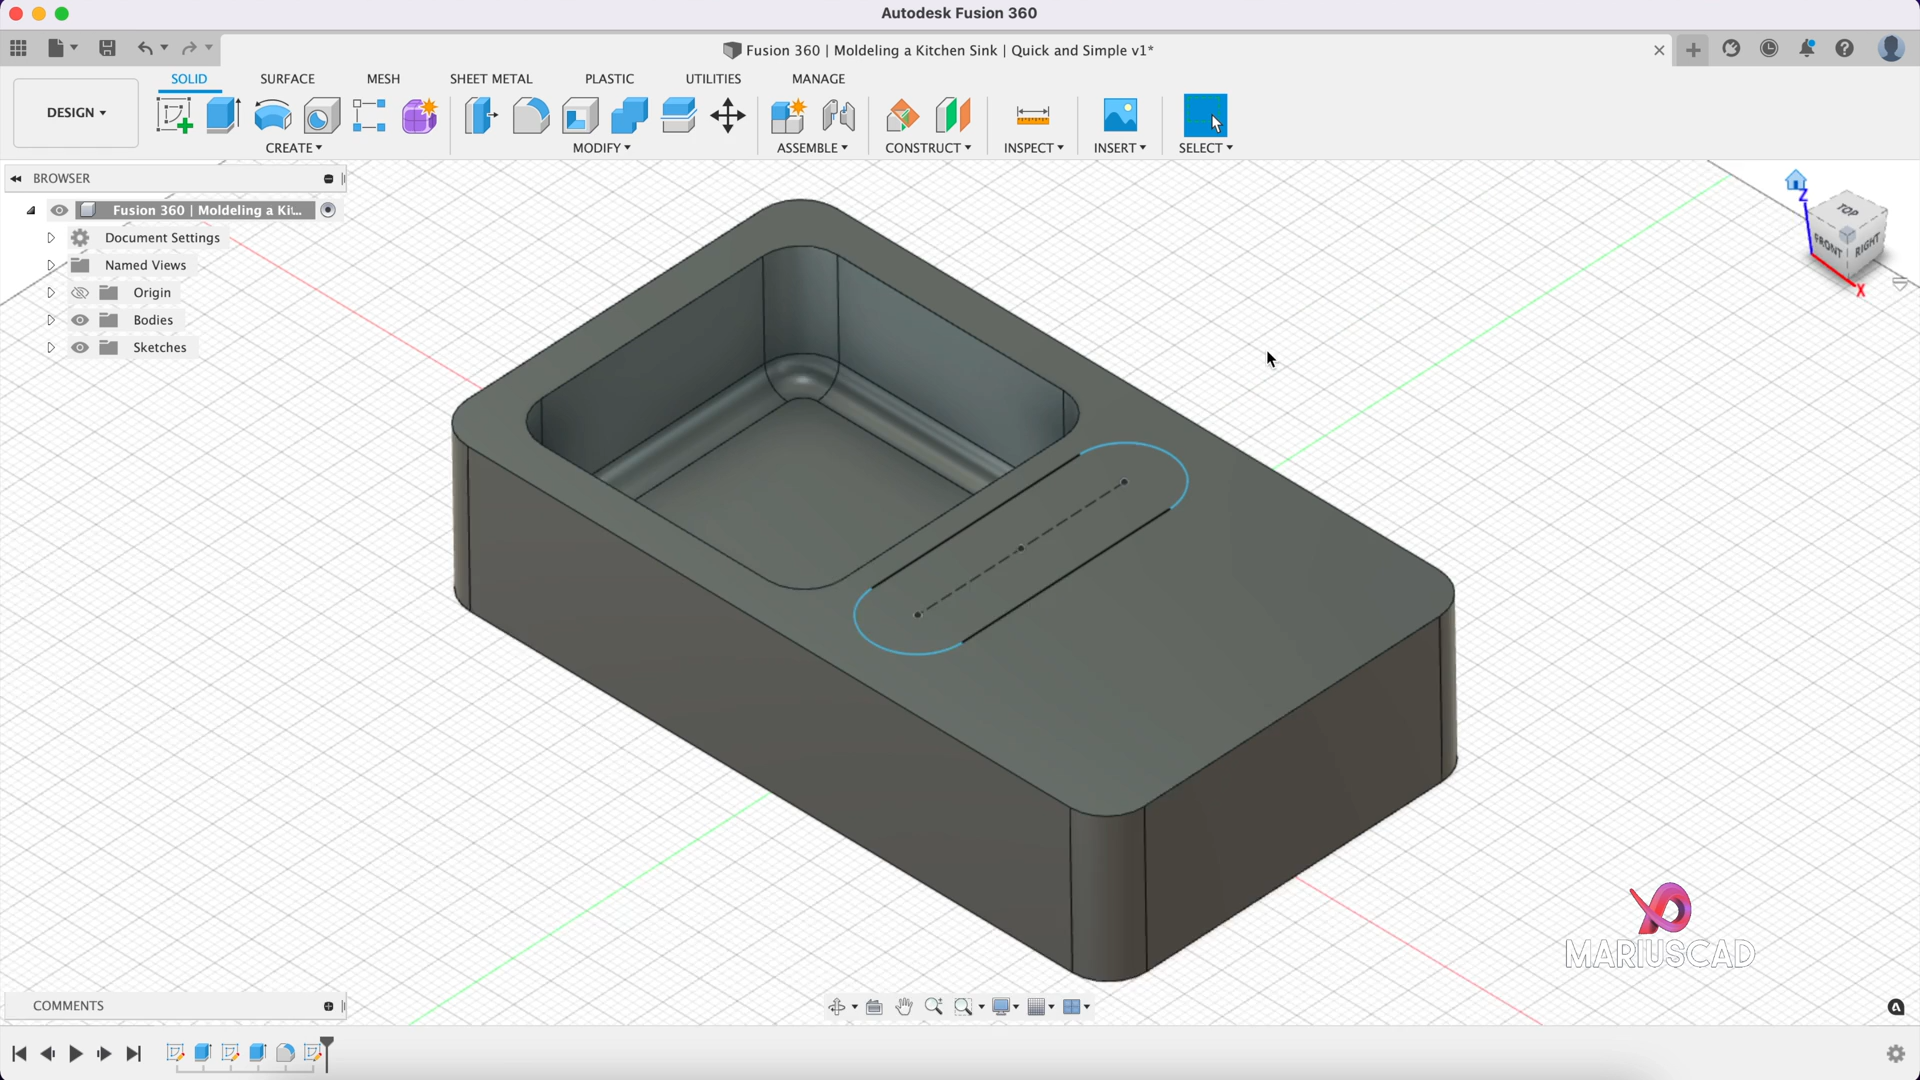 Autodesk Fusion 360
Fusion 360 | Moldeling a Kitchen Sink | Quick and Simple v1*
DESIGN
SOLID
SURFACE
MESH
SHEET METAL
PLASTIC
UTILITIES
MANAGE
CREATE
MODIFY
ASSEMBLE
CONSTRUCT
INSPECT
INSERT
SELECT
BROWSER
Fusion 360 | Moldeling a Kit...
Document Settings
Named Views
Origin
Bodies
Sketches
Z
TOP
FRONT
RIGHT
X
MARIUSCAD
COMMENTS